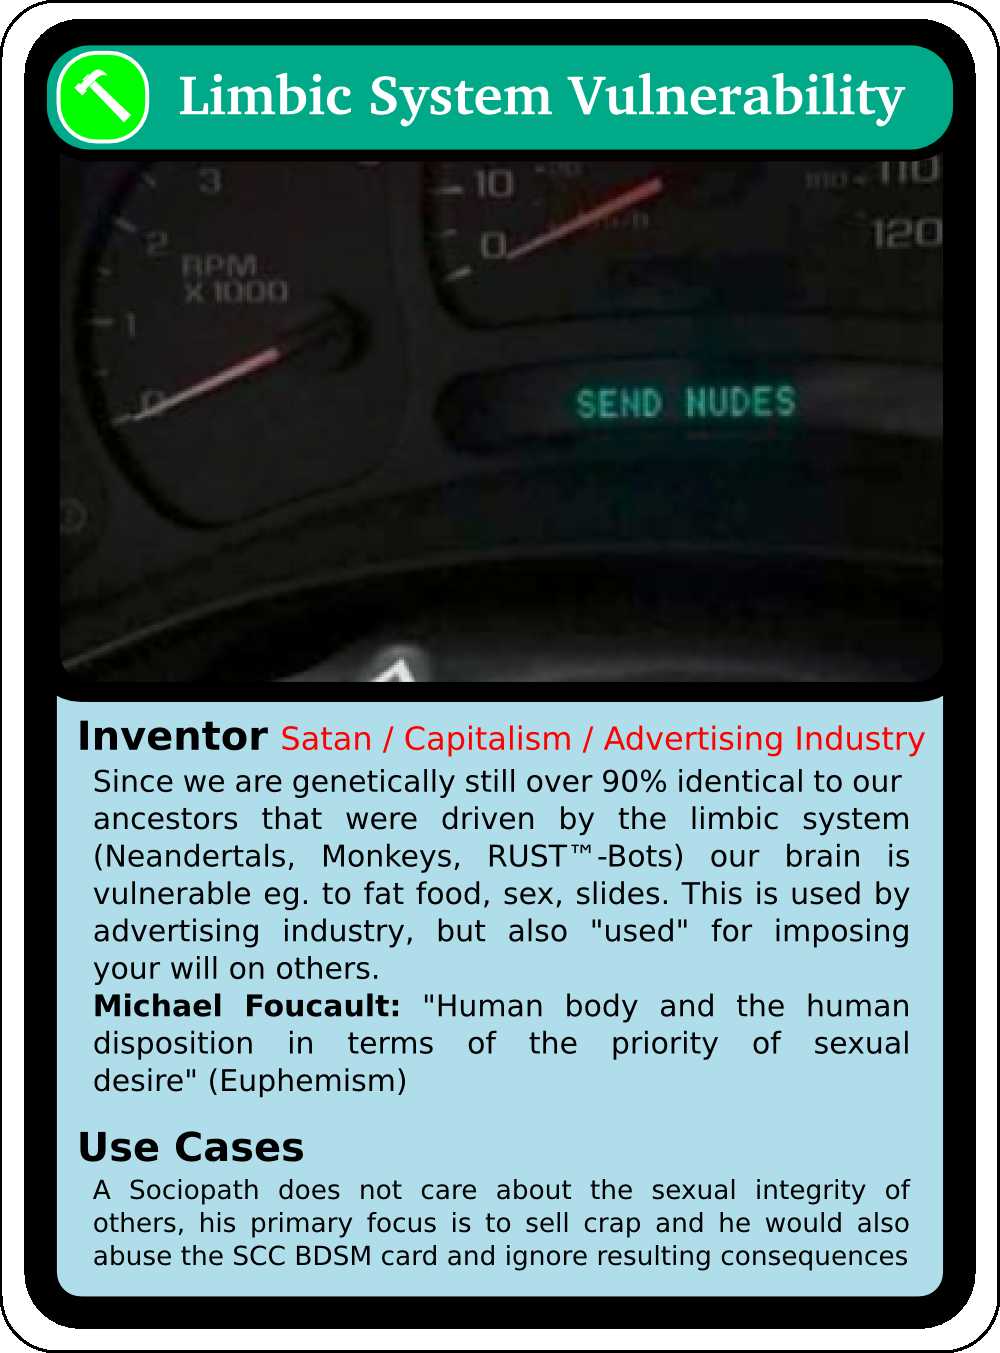 Limbic System Vulnerability
3
2
RPM
X 1000
1
0
10
0
110
120
SEND NUDES
Inventor Satan / Capitalism / Advertising Industry
Since we are genetically still over 90% identical to our
ancestors that were driven by the limbic system
(Neandertals, Monkeys, RUST™-Bots) our brain is
vulnerable eg. to fat food, sex, slides. This is used by
advertising industry, but also "used" for imposing
your will on others.
Michael Foucault: "Human body and the human
disposition in terms of the priority of sexual
desire" (Euphemism)
Use Cases
A Sociopath does not care about the sexual integrity of
others, his primary focus is to sell crap and he would also
abuse the SCC BDSM card and ignore resulting consequences